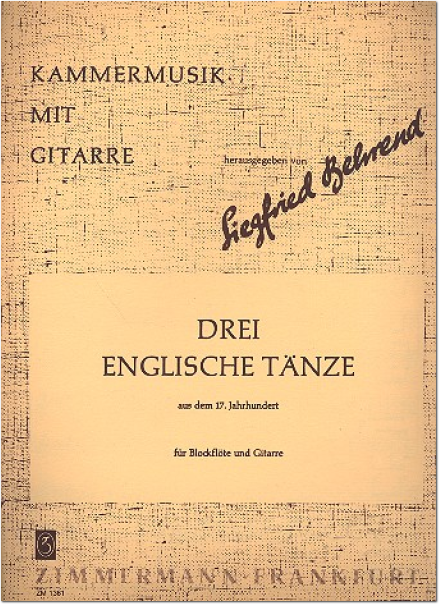 KAMMERMUSIK
MIT
GITARRE
herausgegeben von
Siegfried Behrend
DREI
ENGLISCHE TÄNZE
aus dem 17. Jahrhundert
für Blockflöte und Gitarre
ZIMMERMANN · FRANKFURT
ZM 1361